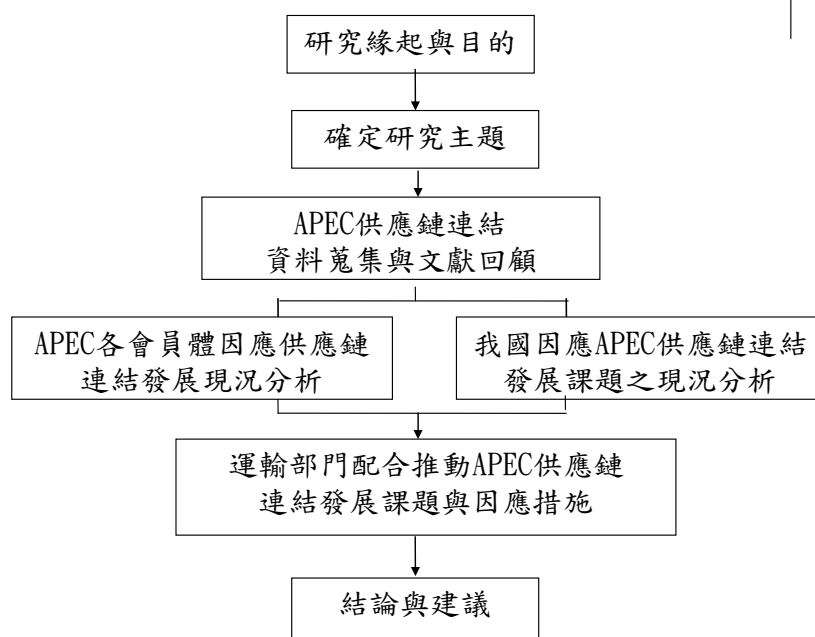 研究緣起與目的
確定研究主題
APEC供應鏈連結
資料蒐集與文獻回顧
APEC各會員體因應供應鏈
連結發展現況分析
我國因應APEC供應鏈連結
發展課題之現況分析
運輸部門配合推動APEC供應鏈
連結發展課題與因應措施
結論與建議